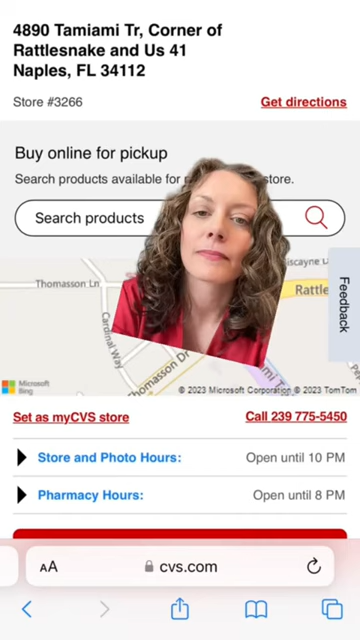 4890 Tamiami Tr, Corner of
Rattlesnake and Us 41
Naples, FL 34112
Store #3266 Get directions
Buy online for pickup
Search products available for store.
Search products
Feedback
Thomasson Ln
Cardinal Way
Thomasson Dr
Microsoft
Bing
© 2023 Microsoft Corporation © 2023 TomTom
Set as myCVS store Call 239 775-5450
Store and Photo Hours: Open until 10 PM
Pharmacy Hours: Open until 8 PM
AA cvs.com